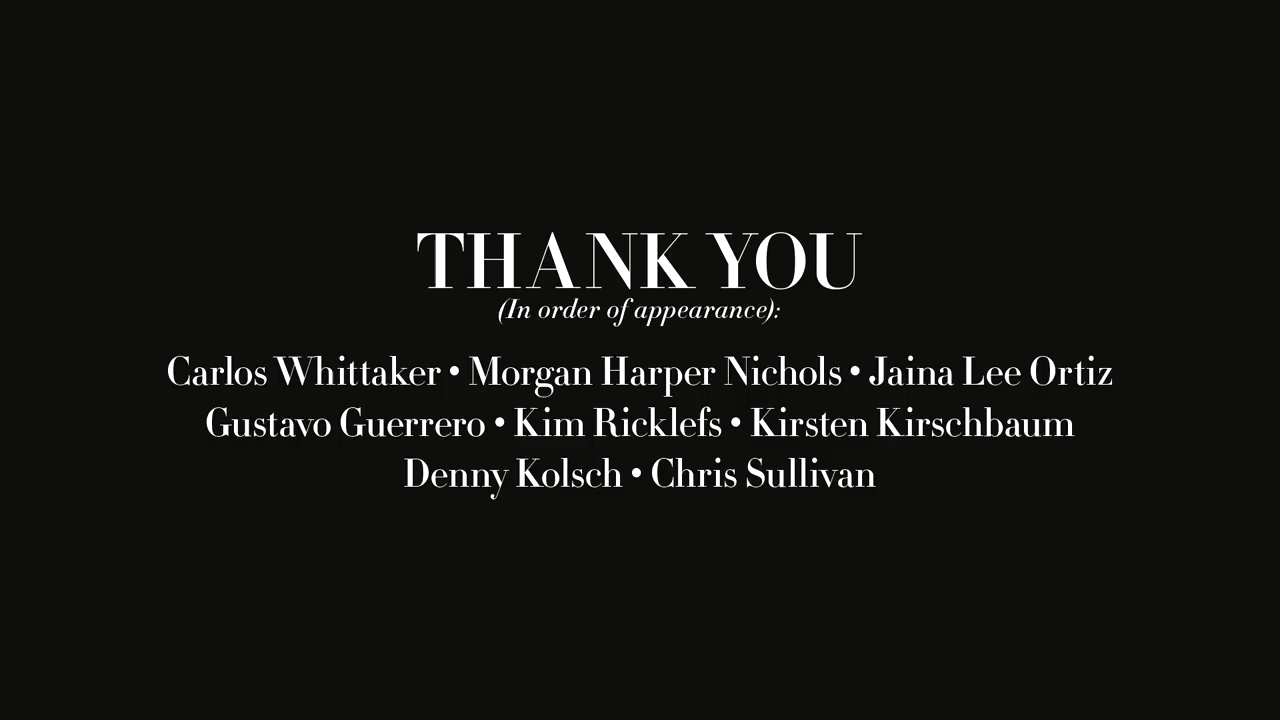 THANK YOU
(In order of appearance):
Carlos Whittaker • Morgan Harper Nichols • Jaina Lee Ortiz
Gustavo Guerrero • Kim Ricklefs • Kirsten Kirschbaum
Denny Kolsch • Chris Sullivan